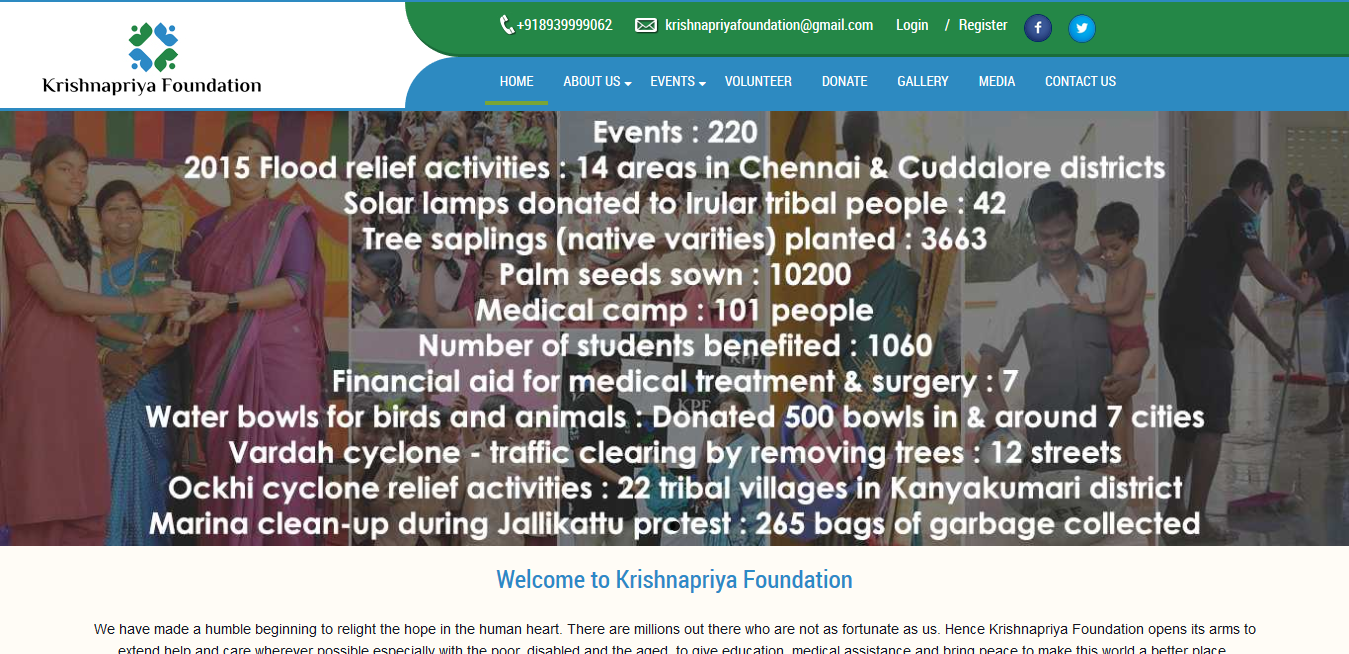 +918939999062
krishnapriyafoundation@gmail.com
Login / Register
Krishnapriya Foundation
HOME ABOUT US EVENTS VOLUNTEER DONATE GALLERY MEDIA CONTACT US
Events : 220
2015 Flood relief activities : 14 areas in Chennai & Cuddalore districts
Solar lamps donated to Irular tribal people : 42
Tree saplings (native varities) planted : 3663
Palm seeds sown : 10200
Medical camp : 101 people
Number of students benefited : 1060
KPF
Financial aid for medical treatment & surgery : 7
KPF
Water bowls for birds and animals : Donated 500 bowls in & around 7 cities
Vardah cyclone - traffic clearing by removing trees : 12 streets
Ockhi cyclone relief activities : 22 tribal villages in Kanyakumari district
Marina clean-up during Jallikattu protest : 265 bags of garbage collected
Welcome to Krishnapriya Foundation
We have made a humble beginning to relight the hope in the human heart. There are millions out there who are not as fortunate as us. Hence Krishnapriya Foundation opens its arms to
extend help and care wherever possible especially with the poor, disabled and the aged, to give education, medical assistance and bring peace to make this world a better place.